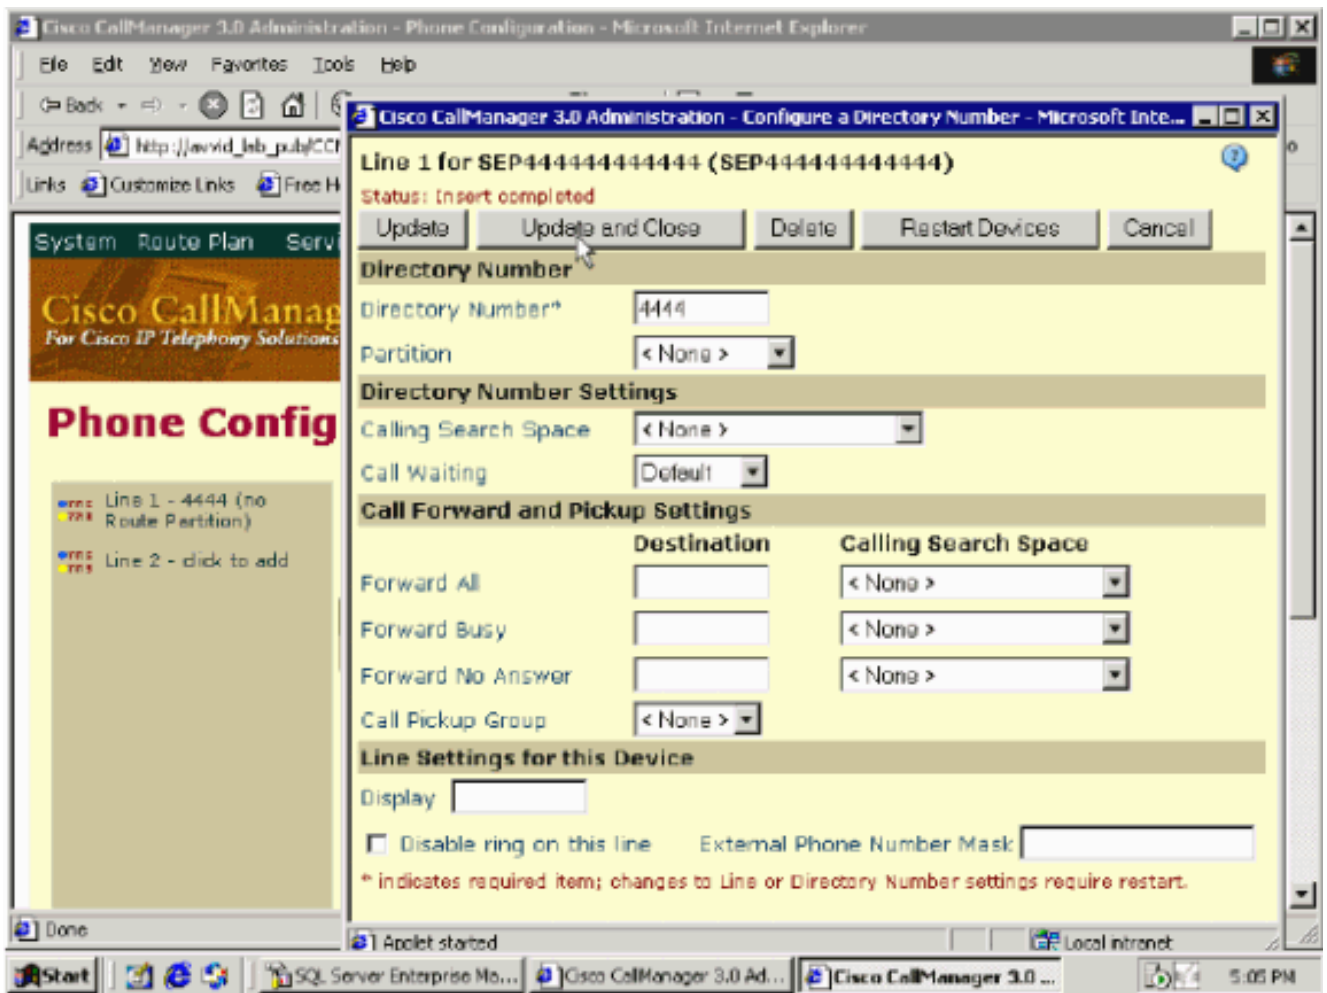 Cisco CallManager 3.0 Administration - Phone Configuration - Microsoft Internet Explorer
File Edit View Favorites Tools Help
Back
Address http://avvid_lab_pub/CCM
Links Customize Links Free H
Cisco CallManager 3.0 Administration - Configure a Directory Number - Microsoft Inte...
Line 1 for SEP444444444444 (SEP444444444444)
Status: Insert completed
Update Update and Close Delete Restart Devices Cancel
Directory Number
Directory Number* 4444
Partition < None >
Directory Number Settings
Calling Search Space < None >
Call Waiting Default
Call Forward and Pickup Settings
Destination Calling Search Space
Forward All < None >
Forward Busy < None >
Forward No Answer < None >
Call Pickup Group < None >
Line Settings for this Device
Display
Disable ring on this line External Phone Number Mask
* indicates required item; changes to Line or Directory Number settings require restart.
Applet started Local intranet
System Route Plan Servi
Cisco CallManag
For Cisco IP Telephony Solutions
Phone Config
Line 1 - 4444 (no
Route Partition)
Line 2 - click to add
Done
Start SQL Server Enterprise Ma... Cisco CallManager 3.0 Ad... Cisco CallManager 3.0 ... 5:05 PM